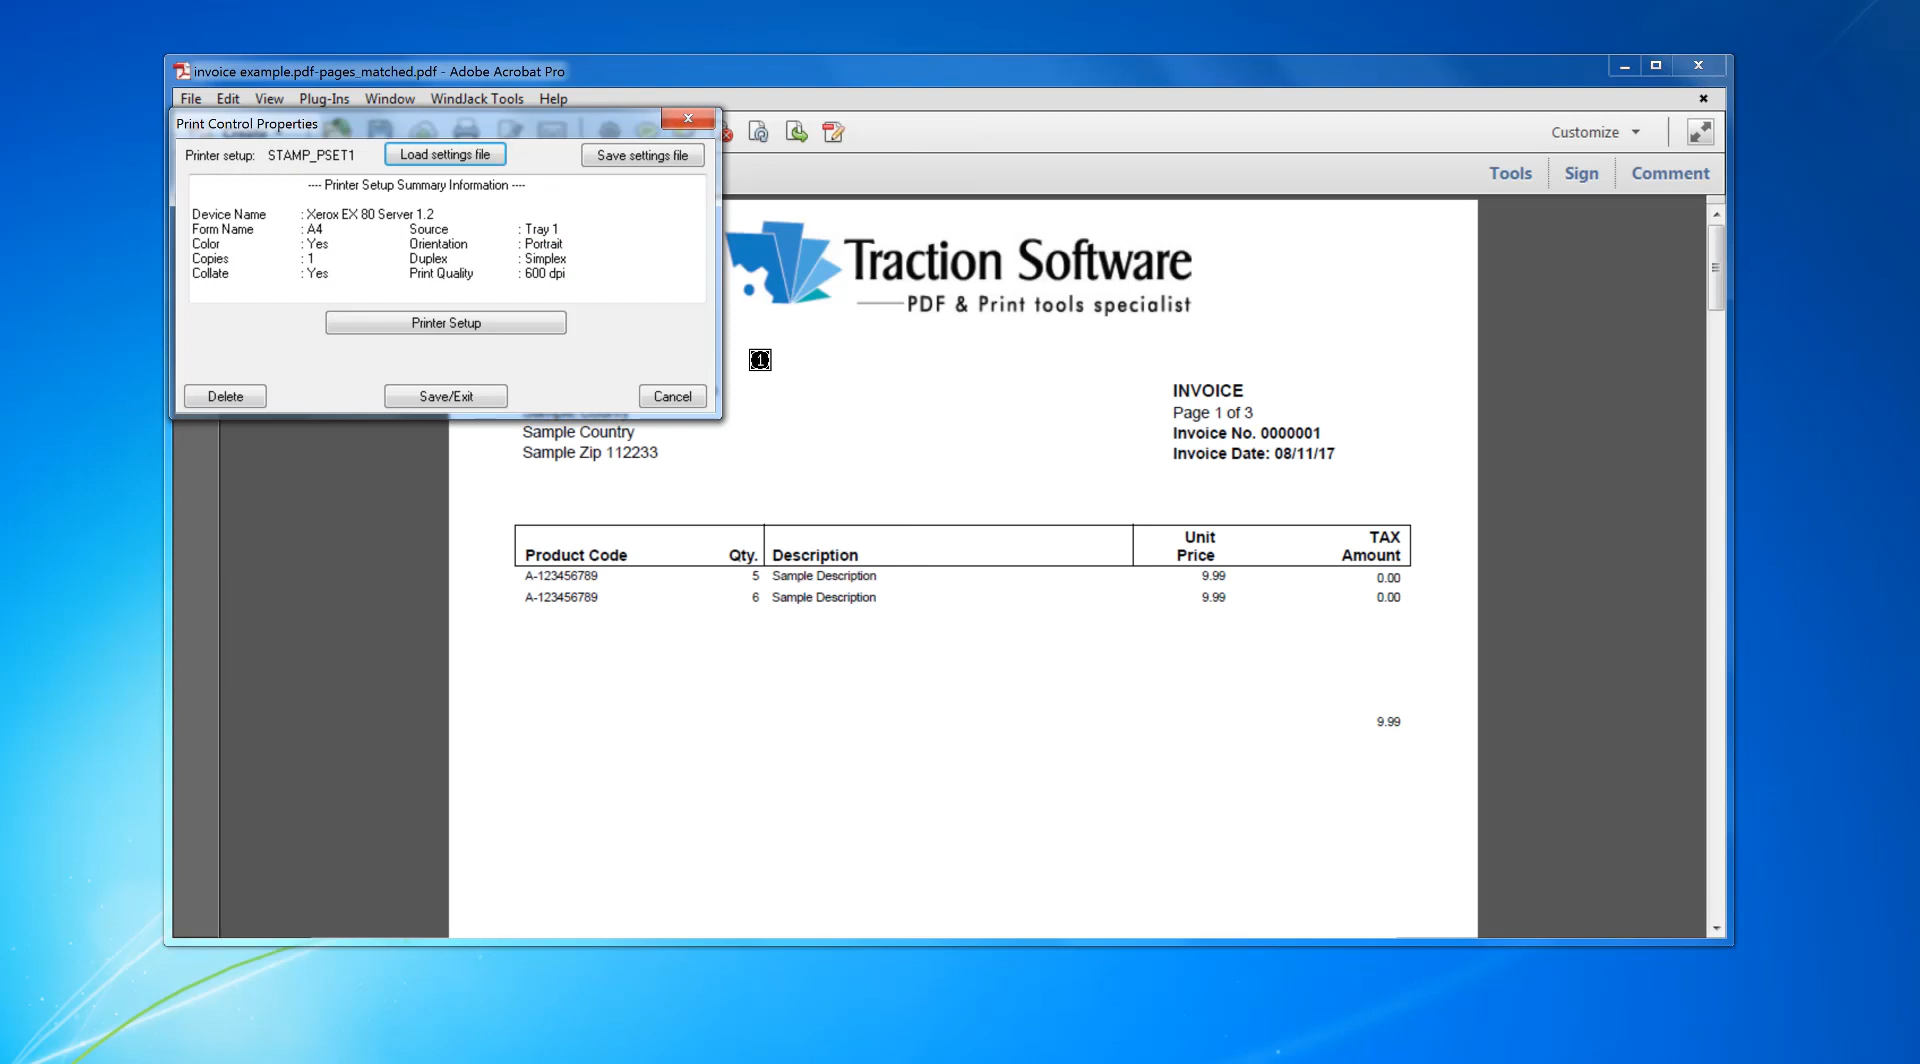 invoice example.pdf-pages_matched.pdf - Adobe Acrobat Pro
File Edit View Plug-Ins Window WindJack Tools Help
Print Control Properties
Customize
Printer setup: STAMP_PSET1 Load settings file Save settings file
Tools Sign Comment
---- Printer Setup Summary Information ----
Device Name : Xerox EX 80 Server 1.2
Form Name : A4 Source : Tray 1
Color : Yes Orientation : Portrait
Copies : 1 Duplex : Simplex
Collate : Yes Print Quality : 600 dpi
Printer Setup
Delete Save/Exit Cancel
Traction Software
PDF & Print tools specialist
1
INVOICE
Page 1 of 3
Invoice No. 0000001
Invoice Date: 08/11/17
Sample County
Sample Country
Sample Zip 112233
Product Code Qty. Description Unit Price TAX Amount
A-123456789 5 Sample Description 9.99 0.00
A-123456789 6 Sample Description 9.99 0.00
9.99